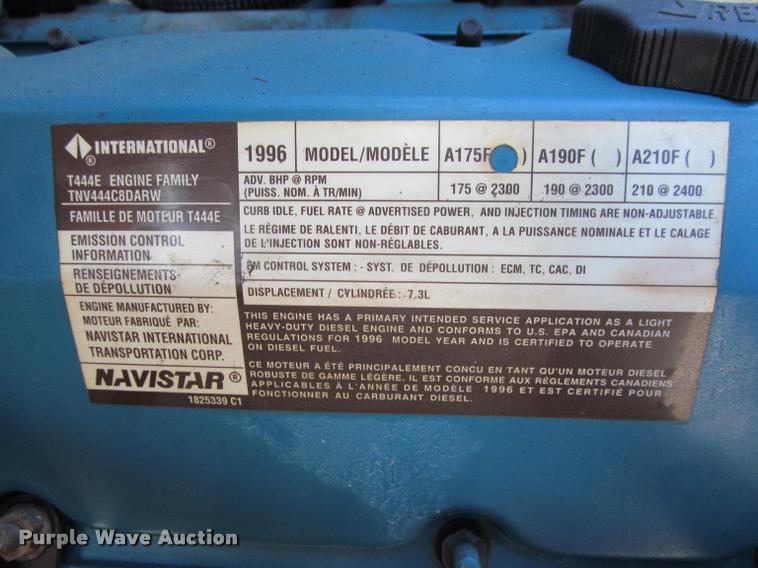 RE
INTERNATIONAL®
®
T444E ENGINE FAMILY
TNV444C8DARW
FAMILLE DE MOTEUR T444E
EMISSION CONTROL
INFORMATION
RENSEIGNEMENTS
DE DÉPOLLUTION
ENGINE MANUFACTURED BY:
MOTEUR FABRIQUÉ PAR:
NAVISTAR INTERNATIONAL
TRANSPORTATION CORP.
NAVISTAR®
1825339 C1
1996 MODEL/MODÈLE A175F ) A190F ( ) A210F ( )
ADV. BHP @ RPM
(PUISS. NOM. À TR/MIN) 175 @ 2300 190 @ 2300 210 @ 2400
CURB IDLE, FUEL RATE @ ADVERTISED POWER, AND INJECTION TIMING ARE NON-ADJUSTABLE.
LE RÉGIME DE RALENTI, LE DÉBIT DE CABURANT, A LA PUISSANCE NOMINALE ET LE CALAGE
DE L'INJECTION SONT NON-RÉGLABLES.
EM CONTROL SYSTEM : - SYST. DE DÉPOLLUTION : ECM, TC, CAC, DI
DISPLACEMENT / CYLINDRÉE: 7.3L
THIS ENGINE HAS A PRIMARY INTENDED SERVICE APPLICATION AS A LIGHT
HEAVY-DUTY DIESEL ENGINE AND CONFORMS TO U.S. EPA AND CANADIAN
REGULATIONS FOR 1996 MODEL YEAR AND IS CERTIFIED TO OPERATE
ON DIESEL FUEL.
CE MOTEUR A ÉTÉ PRINCIPALEMENT CONCU EN TANT QU'UN MOTEUR DIESEL
ROBUSTE DE GAMME LÉGÈRE. IL EST CONFORME AUX RÉGLEMENTS CANADIENS
APPLICABLES À L'ANNÉE DE MODÈLE 1996 ET EST CERTIFIÉ POUR
FONCTIONNER AU CARBURANT DIESEL.
Purple Wave Auction